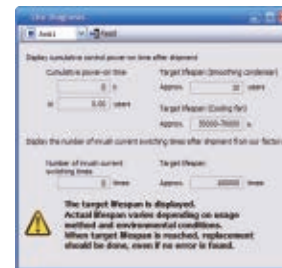 Life Diagnosis
Axis1 Read
Display cumulative control power-on time after shipment
Cumulative power-on time Target lifespan (Smoothing condenser)
0 h Approx. 10 years
or 0.00 years Target lifespan (Cooling fan)
Approx. h
Display the number of inrush current switching times after shipment from our factory
Number of inrush current Target lifespan
switching times
0 times Approx. 100000 times
The target lifespan is displayed.
Actual lifespan varies depending on usage
method and environmental conditions.
When target lifespan is reached, replacement
should be done, even if no error is found.